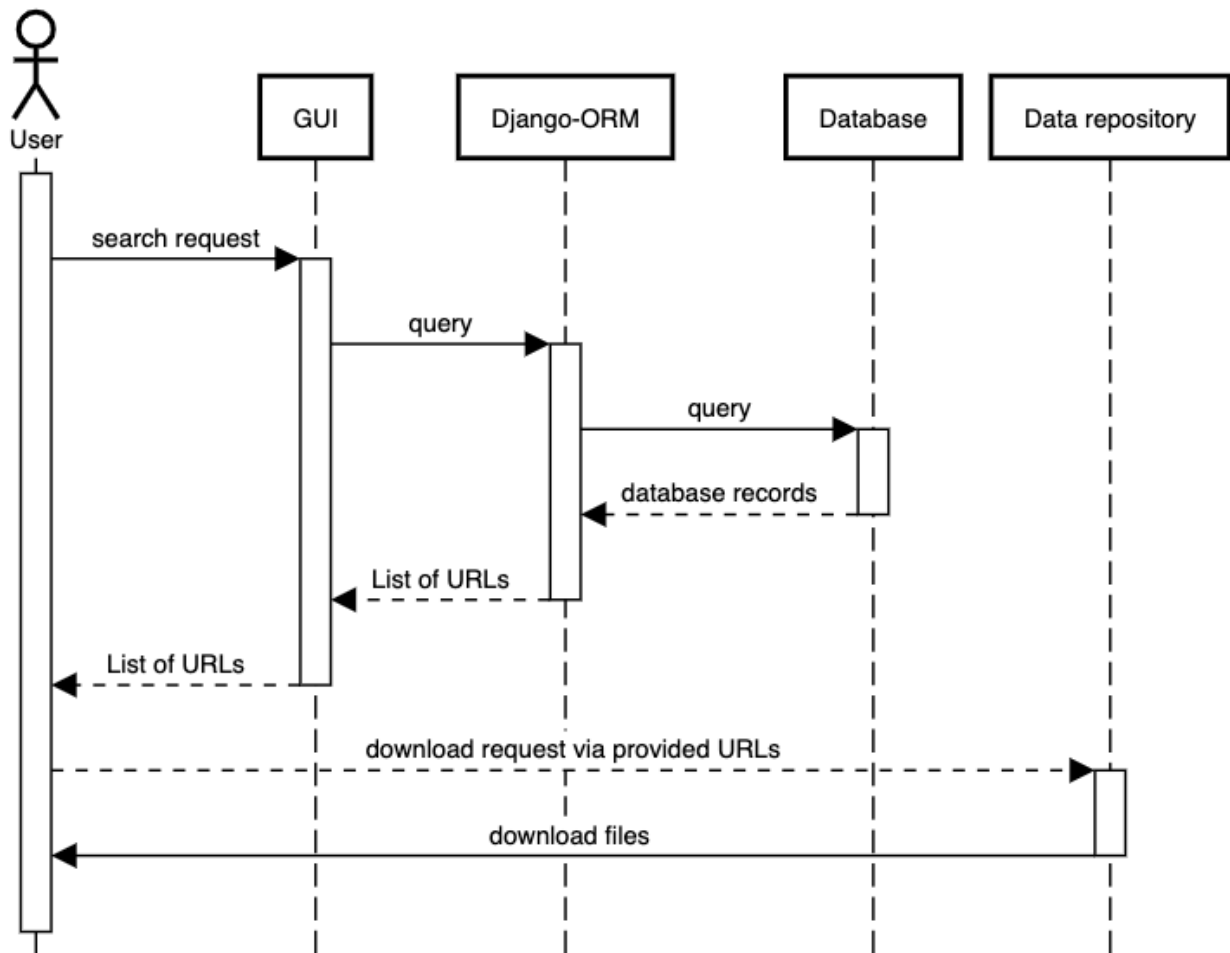 User
GUI
Django-ORM
Database
Data repository
search request
query
query
database records
List of URLs
List of URLs
download request via provided URLs
download files